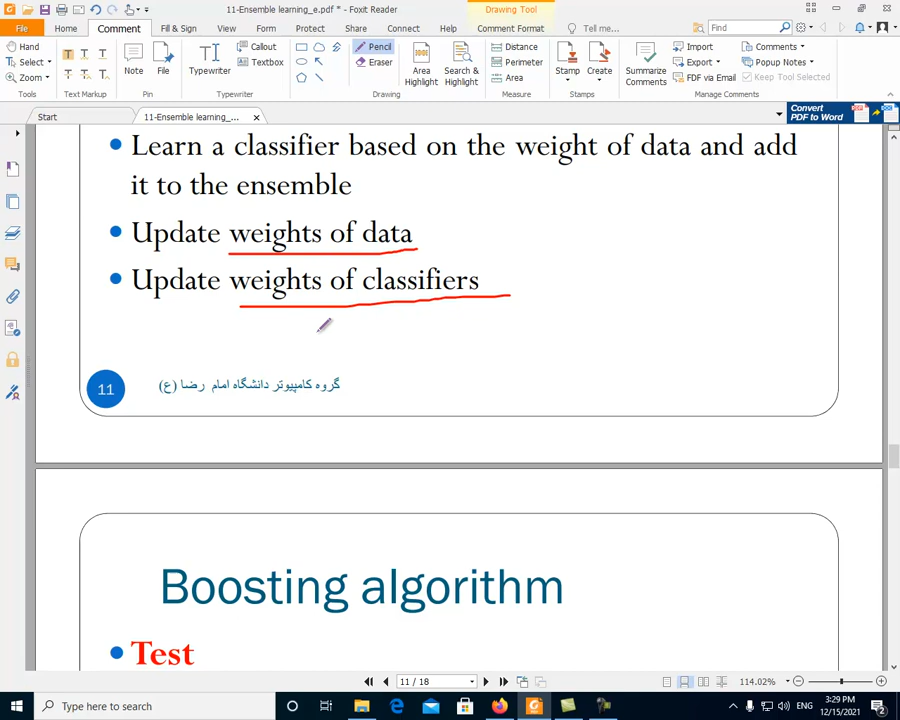 11-Ensemble learning_e.pdf * - Foxit Reader
Drawing Tool
File Home Comment Fill & Sign View Form Protect Share Connect Help Comment Format Tell me... Find
Hand
Select
Zoom
Tools
T T T
T T T
Text Markup
Note
File
Pin
Typewriter
Callout
Textbox
Typewriter
Pencil
Eraser
Drawing
Area Highlight
Search & Highlight
Distance
Perimeter
Area
Measure
Stamp
Create
Stamps
Summarize Comments
Import
Export
FDF via Email
Comments
Popup Notes
Keep Tool Selected
Manage Comments
Start
11-Ensemble learning_...
Convert
PDF to Word
Learn a classifier based on the weight of data and add
it to the ensemble
Update weights of data
Update weights of classifiers
11
گروه کامپیوتر دانشگاه امام رضا (ع)
Boosting algorithm
Test
11 / 18
114.02%
Type here to search
ENG
3:29 PM
12/15/2021
2